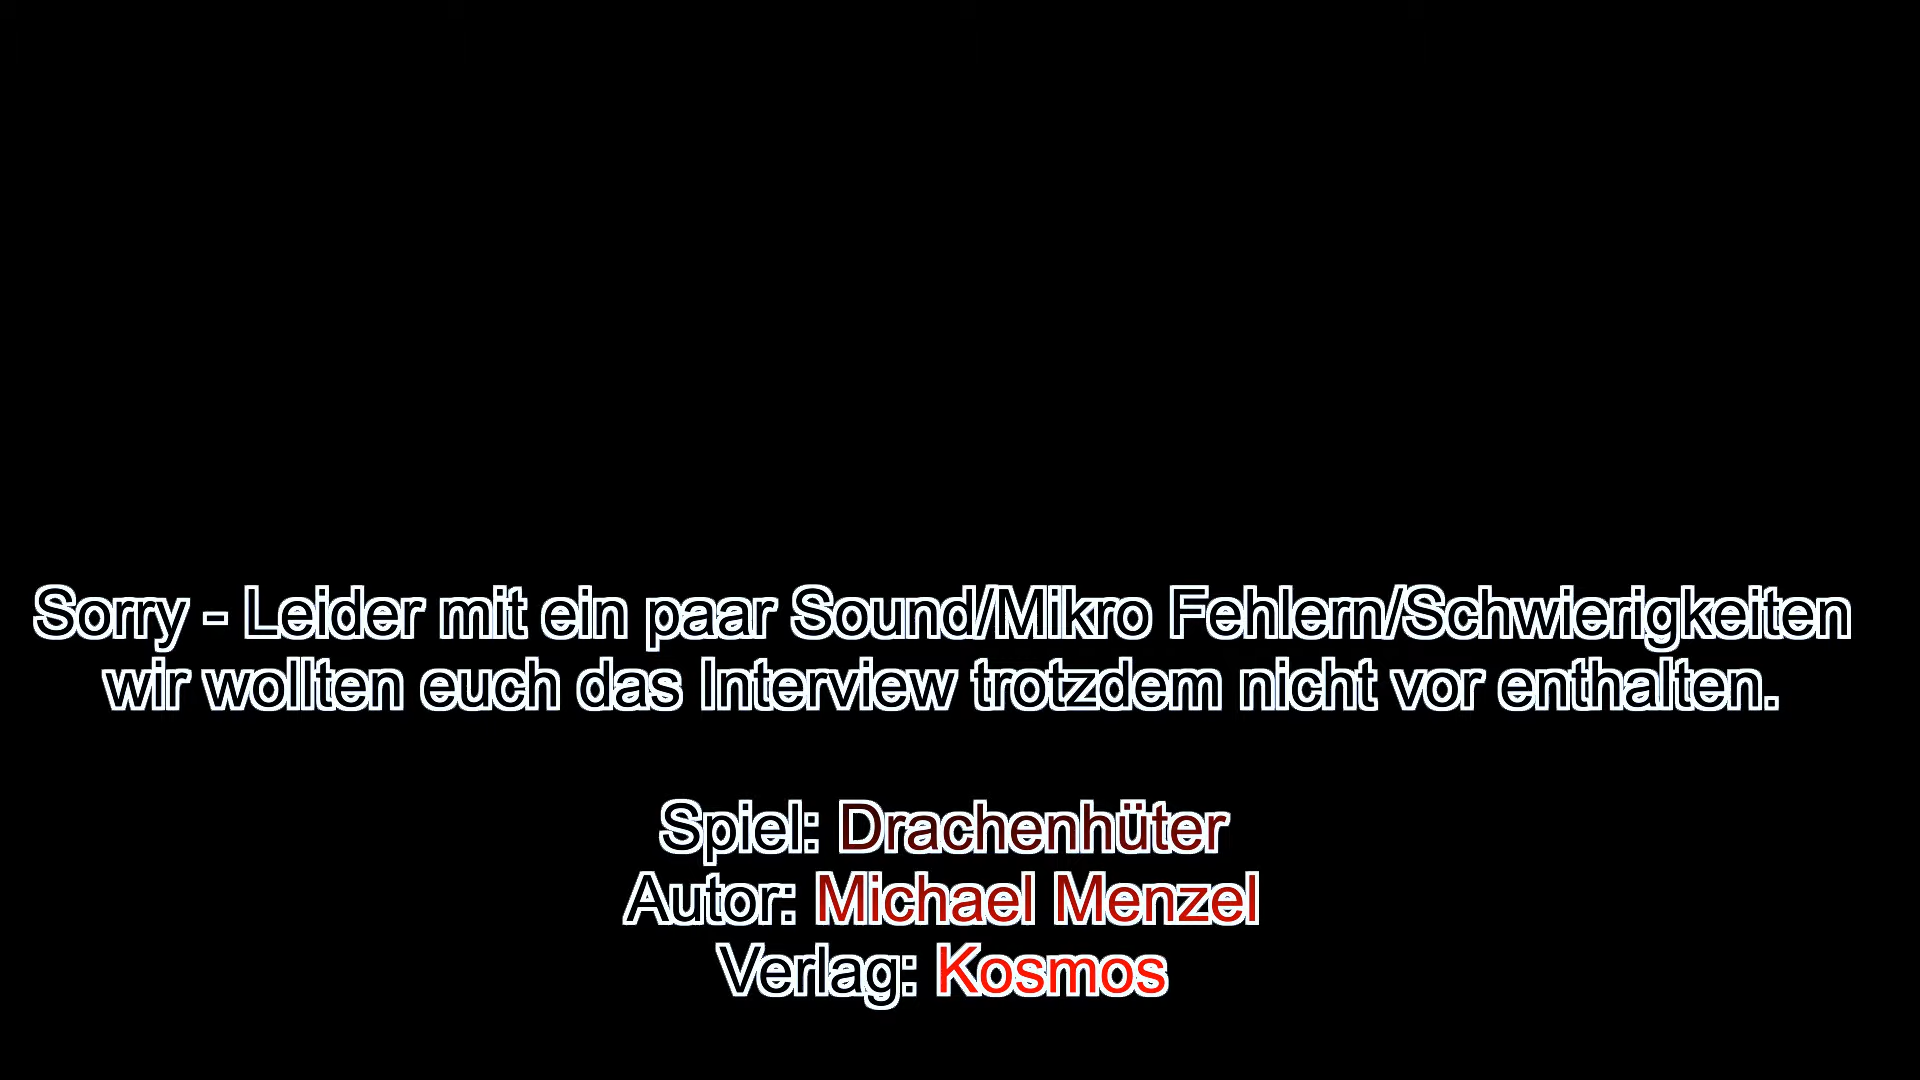 Sorry - Leider mit ein paar Sound/Mikro Fehlern/Schwierigkeiten
wir wollten euch das Interview trotzdem nicht vor enthalten.
Spiel: Drachenhüter
Autor: Michael Menzel
Verlag: Kosmos